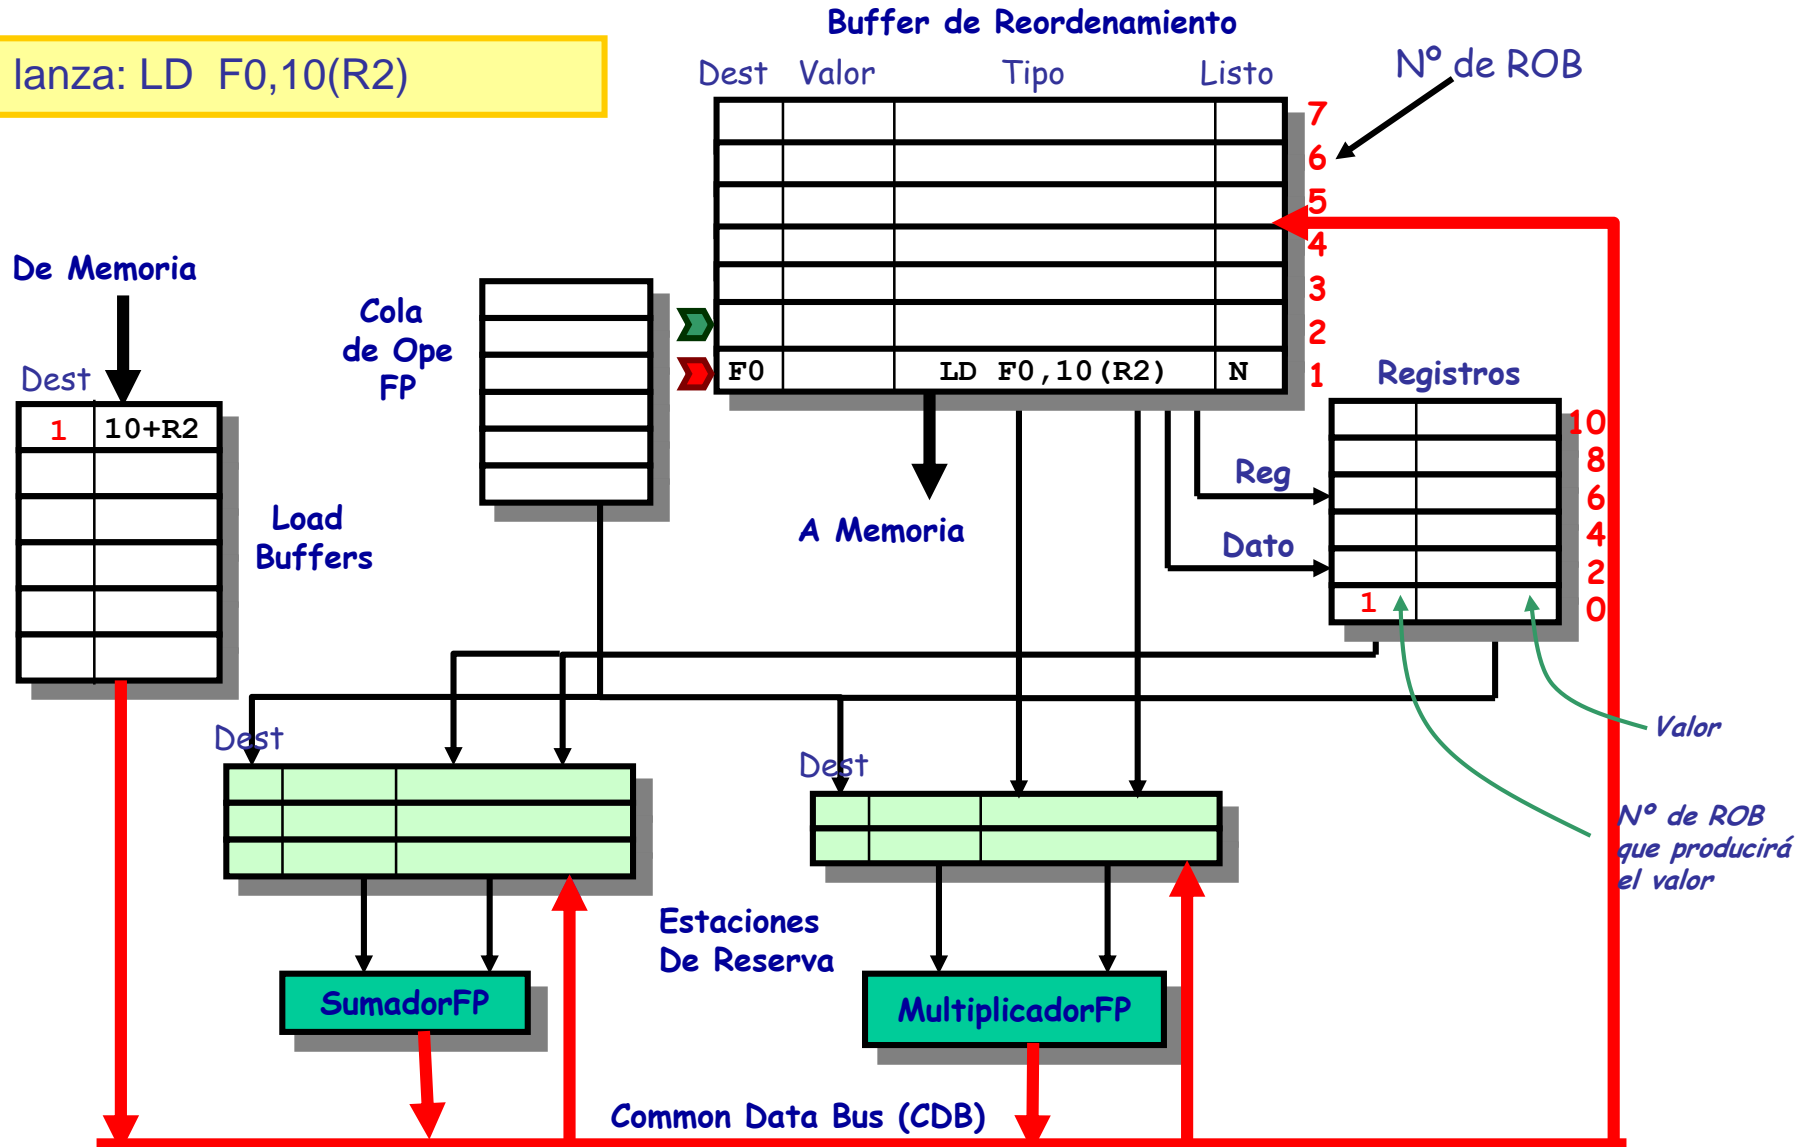 Buffer de Reordenamiento
lanza: LD F0,10(R2)
Dest Valor Tipo Listo
Nº de ROB
7
6
5
4
3
2
F0 LD F0,10(R2) N 1
De Memoria
Dest
1 10+R2
Load
Buffers
Cola
de Ope
FP
A Memoria
Registros
Reg
Dato
10
8
6
4
2
1 0
Valor
Nº de ROB
que producirá
el valor
Dest
Dest
Estaciones
De Reserva
SumadorFP
MultiplicadorFP
Common Data Bus (CDB)